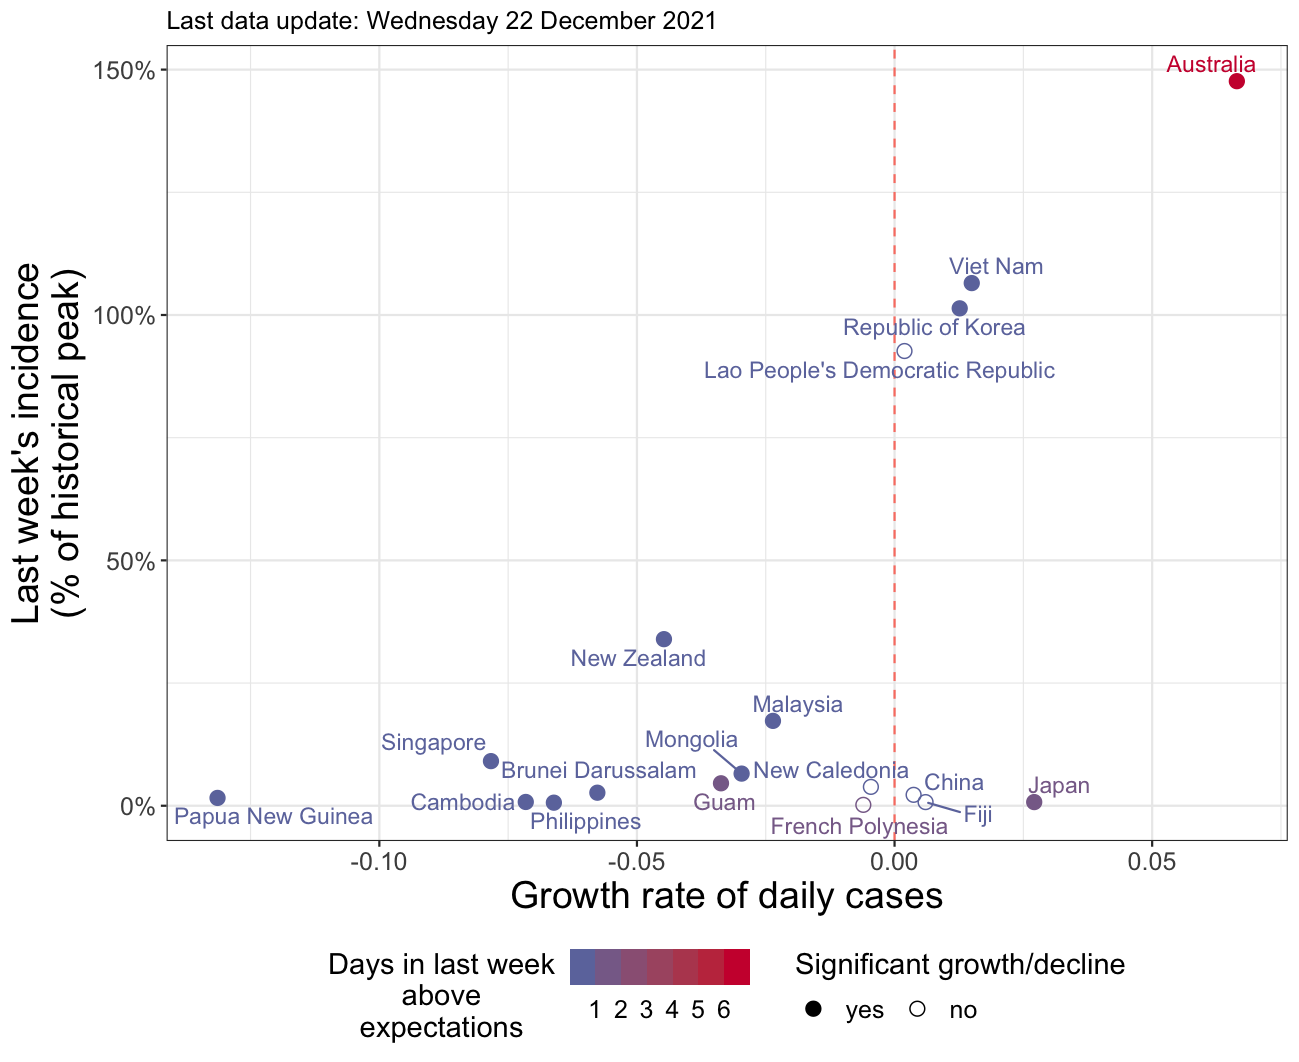 Last data update: Wednesday 22 December 2021
Last week's incidence
(% of historical peak)
150%
100%
50%
0%
Australia
Viet Nam
Republic of Korea
Lao People's Democratic Republic
New Zealand
Malaysia
Mongolia
Singapore
Brunei Darussalam
New Caledonia
China
Japan
Cambodia
Guam
Papua New Guinea
Philippines
Fiji
French Polynesia
-0.10
-0.05
0.00
0.05
Growth rate of daily cases
Days in last week
above
expectations
1 2 3 4 5 6
Significant growth/decline
yes
no